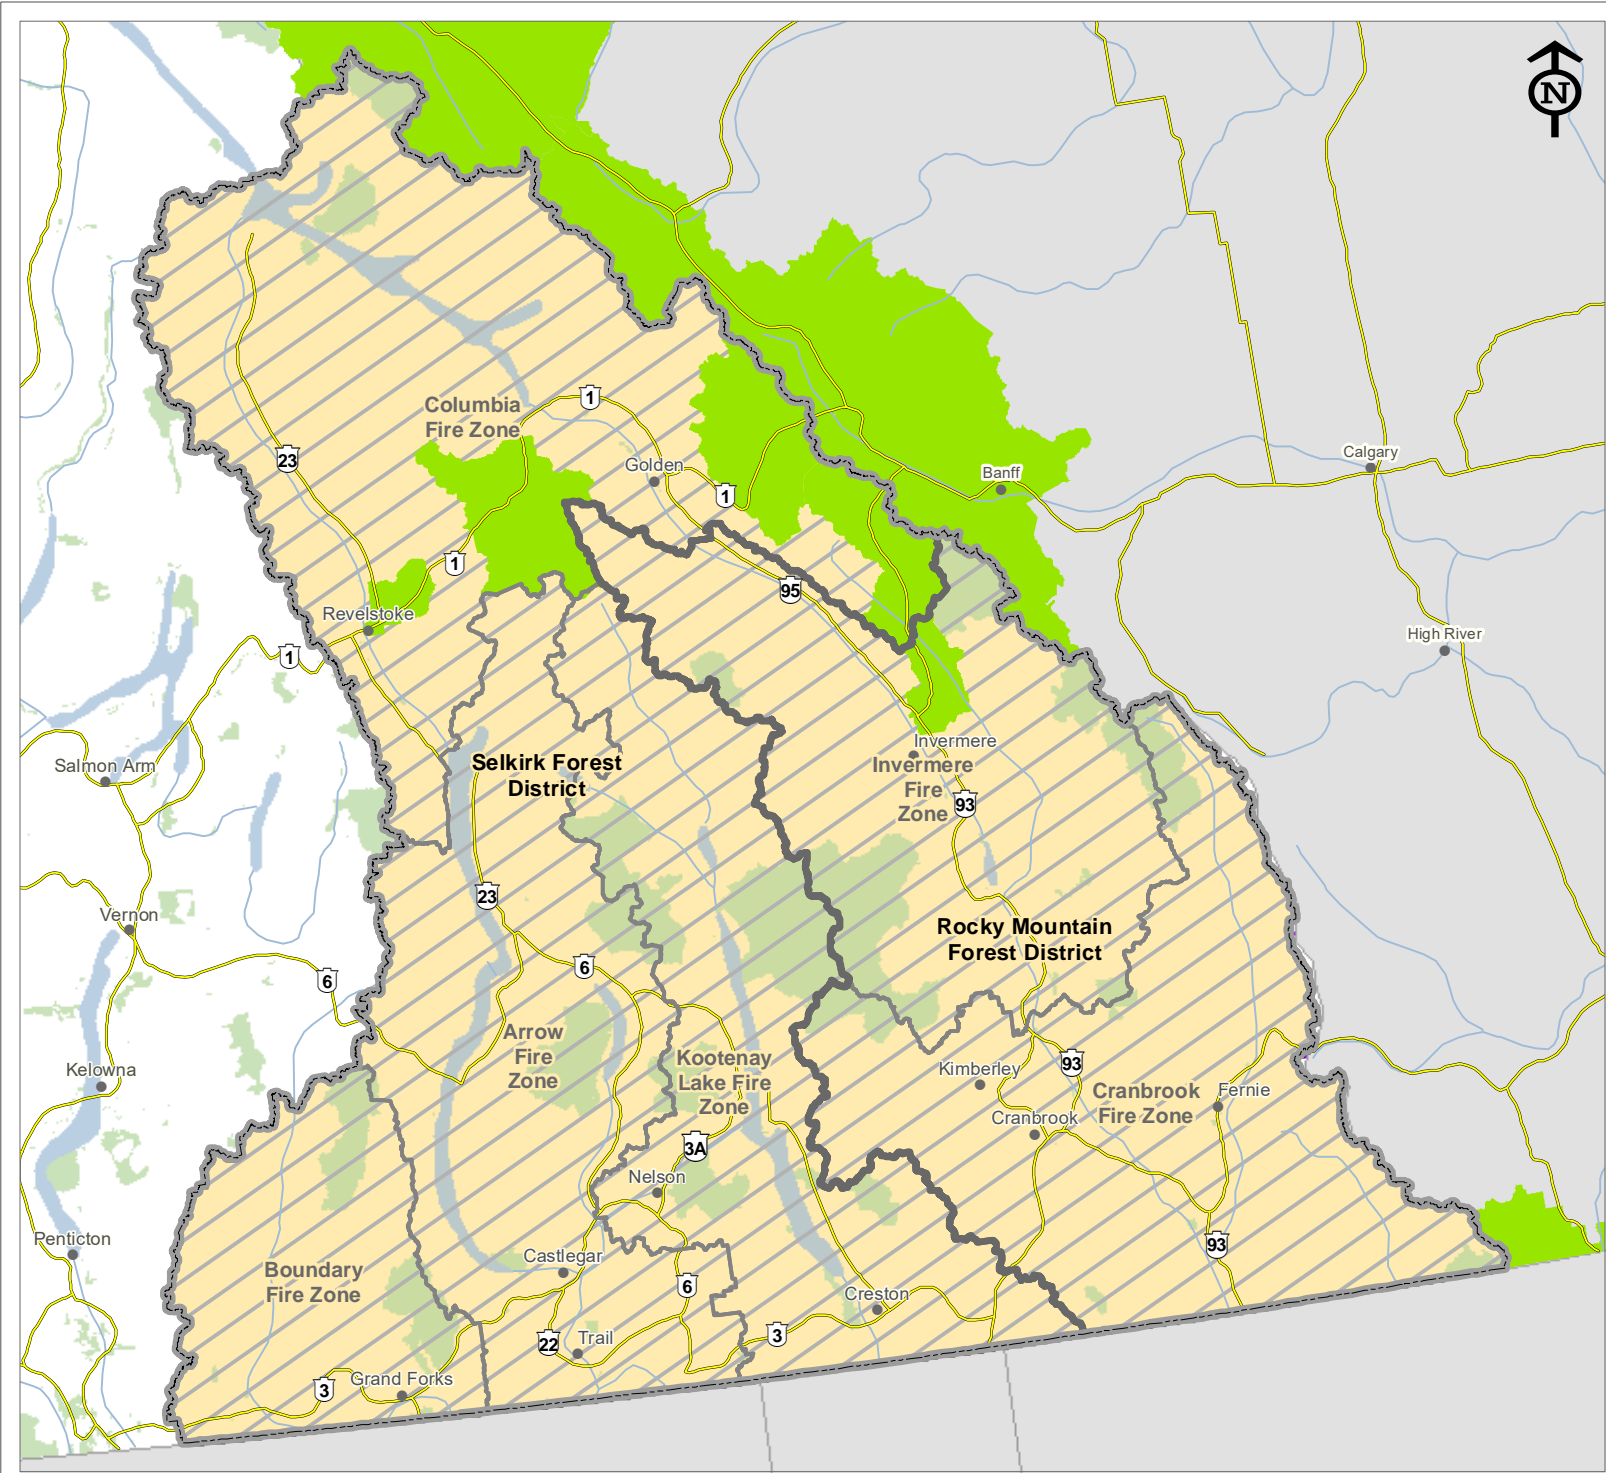 N
Columbia
Fire Zone
1
23
Golden
1
Banff
Calgary
1
95
Revelstoke
High River
1
Invermere
Selkirk Forest
District
Invermere
Fire
Zone
Salmon Arm
93
23
Vernon
Rocky Mountain
Forest District
6
6
Arrow
Fire
Zone
Kootenay
Lake Fire
Zone
Kelowna
Kimberley
93
Cranbrook
Fire Zone
Fernie
Cranbrook
3A
Nelson
Penticton
Castlegar
93
Boundary
Fire Zone
6
Creston
22
Trail
3
Grand Forks
3